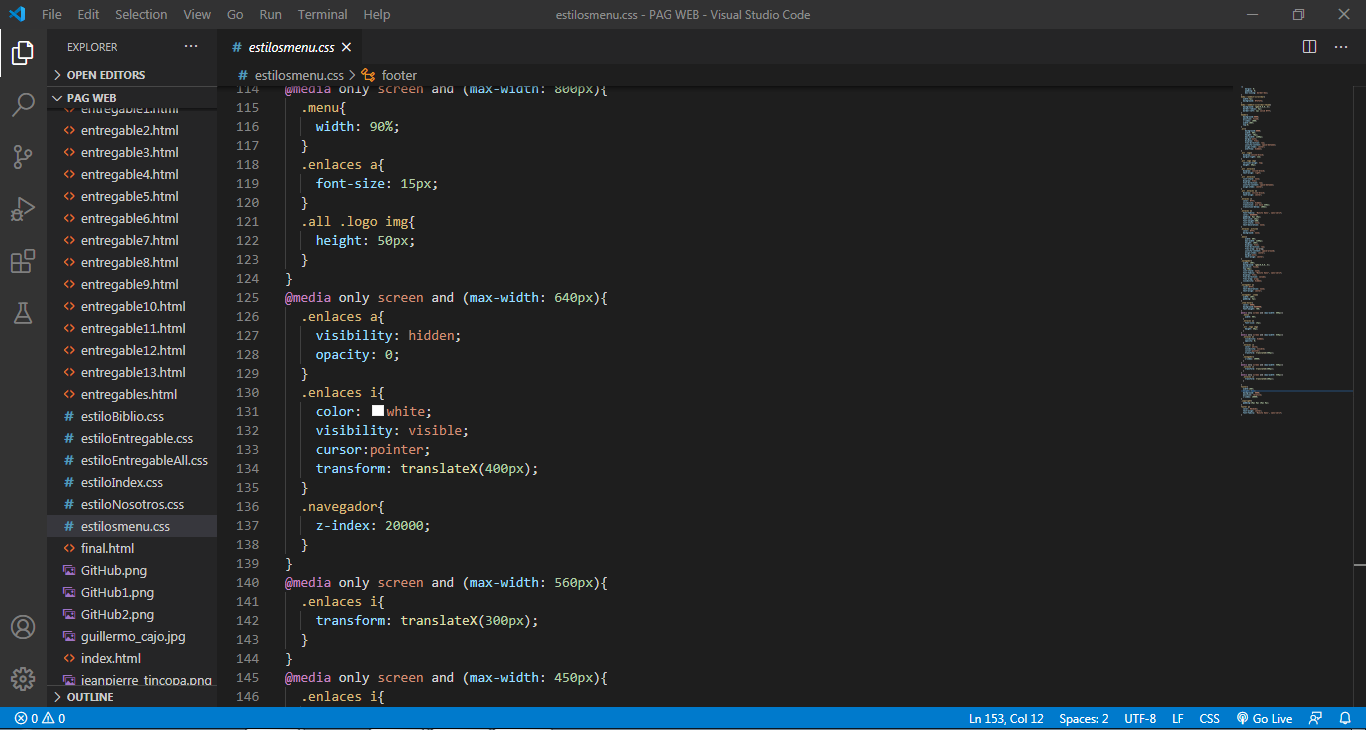 File Edit Selection View Go Run Terminal Help
estilosmenu.css - PAG WEB - Visual Studio Code
EXPLORER
OPEN EDITORS
PAG WEB
entregable1.html
entregable2.html
entregable3.html
entregable4.html
entregable5.html
entregable6.html
entregable7.html
entregable8.html
entregable9.html
entregable10.html
entregable11.html
entregable12.html
entregable13.html
entregables.html
# estiloBiblio.css
# estiloEntregable.css
# estiloEntregableAll.css
# estiloIndex.css
# estiloNosotros.css
# estilosmenu.css
final.html
GitHub.png
GitHub1.png
GitHub2.png
guillermo_cajo.jpg
index.html
jeanpierre_tincopa.png
OUTLINE
# estilosmenu.css
# estilosmenu.css > footer
114 @media only screen and (max-width: 800px){
115 .menu{
116 width: 90%;
117 }
118 .enlaces a{
119 font-size: 15px;
120 }
121 .all .logo img{
122 height: 50px;
123 }
124 }
125 @media only screen and (max-width: 640px){
126 .enlaces a{
127 visibility: hidden;
128 opacity: 0;
129 }
130 .enlaces i{
131 color: white;
132 visibility: visible;
133 cursor:pointer;
134 transform: translateX(400px);
135 }
136 .navegador{
137 z-index: 20000;
138 }
139 }
140 @media only screen and (max-width: 560px){
141 .enlaces i{
142 transform: translateX(300px);
143 }
144 }
145 @media only screen and (max-width: 450px){
146 .enlaces i{
0 0
Ln 153, Col 12 Spaces: 2 UTF-8 LF CSS Go Live